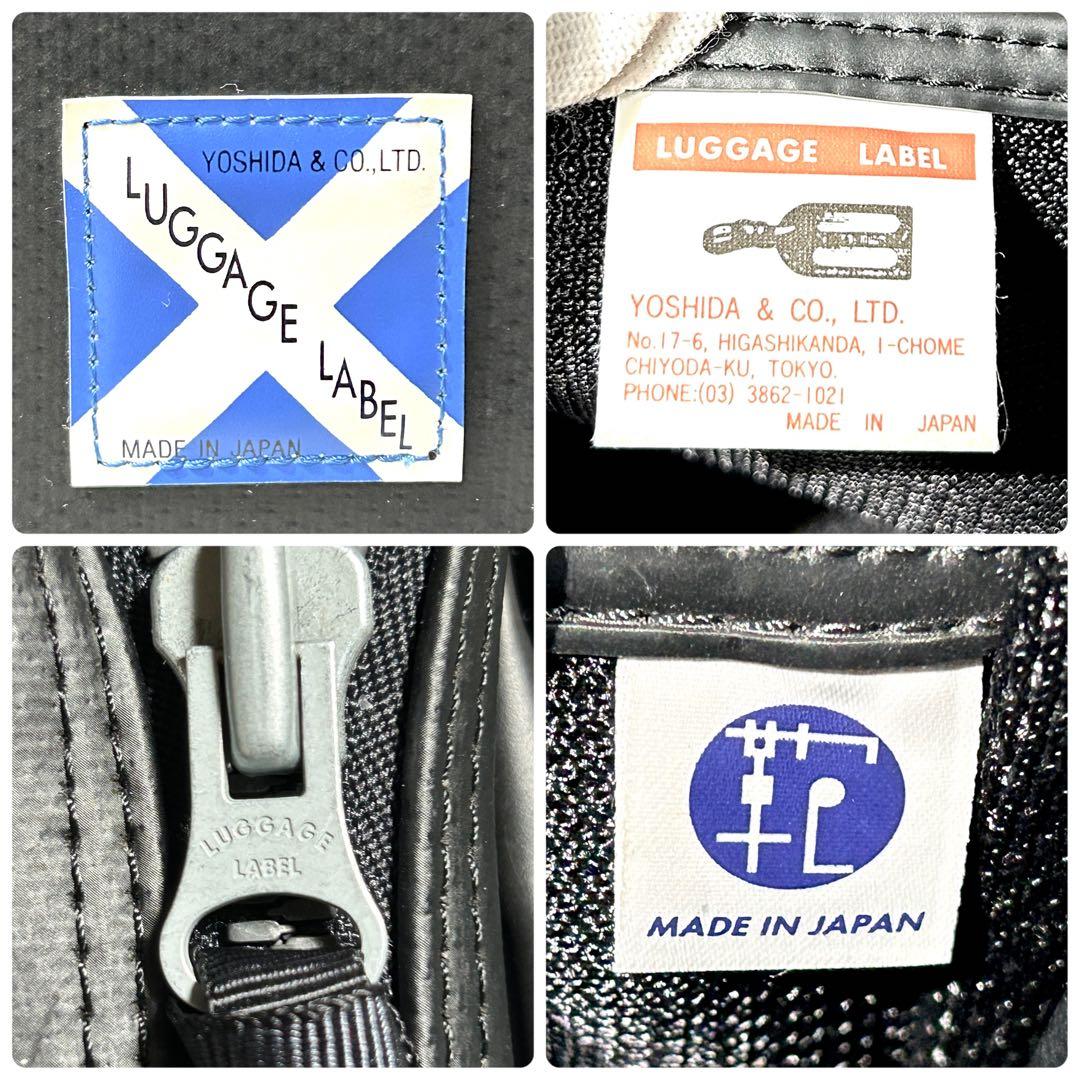 YOSHIDA & CO.,LTD.
LUGGAGE LABEL
MADE IN JAPAN
LUGGAGE LABEL
YOSHIDA & CO., LTD.
No.17-6, HIGASHIKANDA, 1-CHOME
CHIYODA-KU, TOKYO.
PHONE:(03) 3862-1021
MADE IN JAPAN
LUGGAGE
LABEL
MADE IN JAPAN